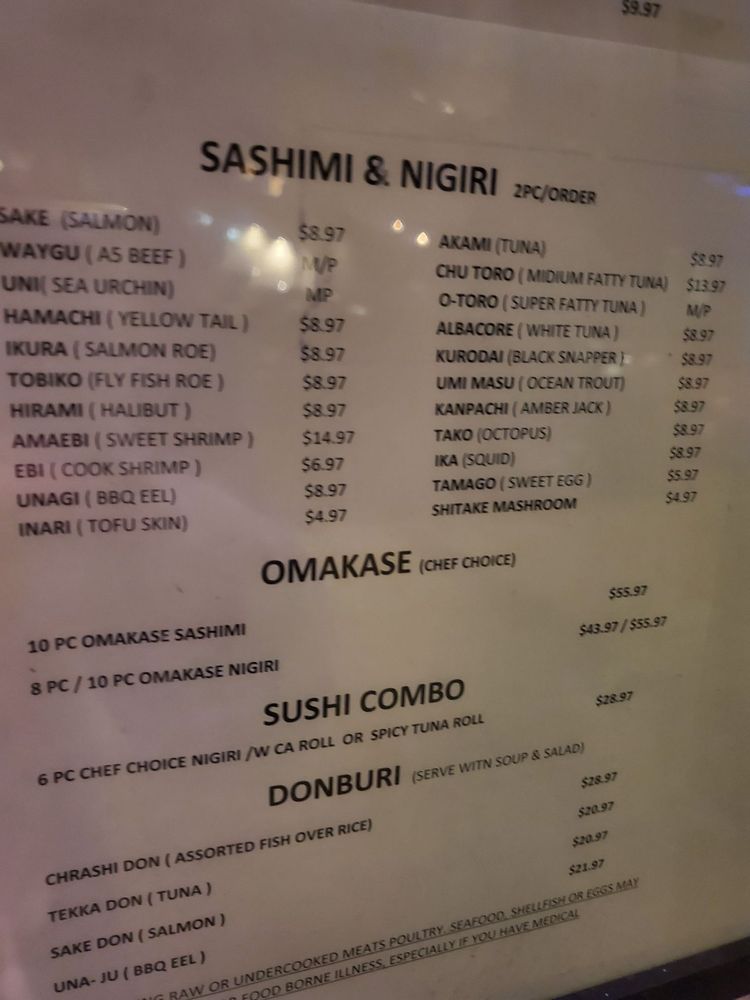 $9.97
SASHIMI & NIGIRI 2PC/ORDER
SAKE (SALMON) $8.97
WAYGU ( A5 BEEF ) M/P
UNI( SEA URCHIN) MP
HAMACHI ( YELLOW TAIL ) $8.97
IKURA ( SALMON ROE) $8.97
TOBIKO (FLY FISH ROE ) $8.97
HIRAMI ( HALIBUT ) $8.97
AMAEBI ( SWEET SHRIMP ) $14.97
EBI ( COOK SHRIMP ) $6.97
UNAGI ( BBQ EEL) $8.97
INARI ( TOFU SKIN) $4.97
AKAMI (TUNA) $8.97
CHU TORO ( MIDIUM FATTY TUNA) $13.97
O-TORO ( SUPER FATTY TUNA ) M/P
ALBACORE ( WHITE TUNA ) $8.97
KURODAI (BLACK SNAPPER ) $8.97
UMI MASU ( OCEAN TROUT) $8.97
KANPACHI ( AMBER JACK ) $8.97
TAKO (OCTOPUS) $8.97
IKA (SQUID) $8.97
TAMAGO ( SWEET EGG ) $5.97
SHITAKE MASHROOM $4.97
OMAKASE (CHEF CHOICE)
10 PC OMAKASE SASHIMI $55.97
8 PC / 10 PC OMAKASE NIGIRI $43.97 / $55.97
SUSHI COMBO
6 PC CHEF CHOICE NIGIRI /W CA ROLL OR SPICY TUNA ROLL $28.97
DONBURI (SERVE WITN SOUP & SALAD)
CHRASHI DON ( ASSORTED FISH OVER RICE) $28.97
TEKKA DON ( TUNA ) $20.97
SAKE DON ( SALMON ) $20.97
UNA- JU ( BBQ EEL ) $21.97
RAW OR UNDERCOOKED MEATS POULTRY. SEAFOOD, SHELLFISH OR EGGS MAY
FOOD BORNE ILLNESS, ESPECIALLY IF YOU HAVE MEDICAL